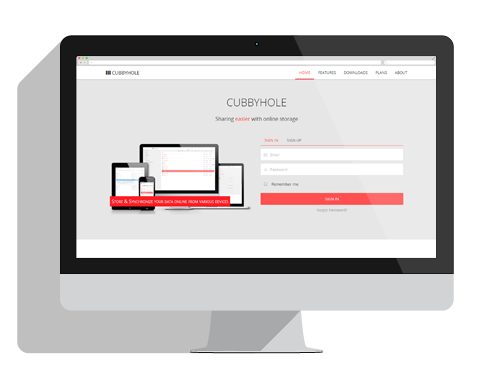 CUBBYHOLE
HOME FEATURES DOWNLOADS PLANS ABOUT
CUBBYHOLE
Sharing easier with online storage
SIGN IN SIGN UP
Email
Password
Remember me
SIGN IN
Forgot Password?
STORE & SYNCHRONIZE YOUR DATA ONLINE FROM VARIOUS DEVICES